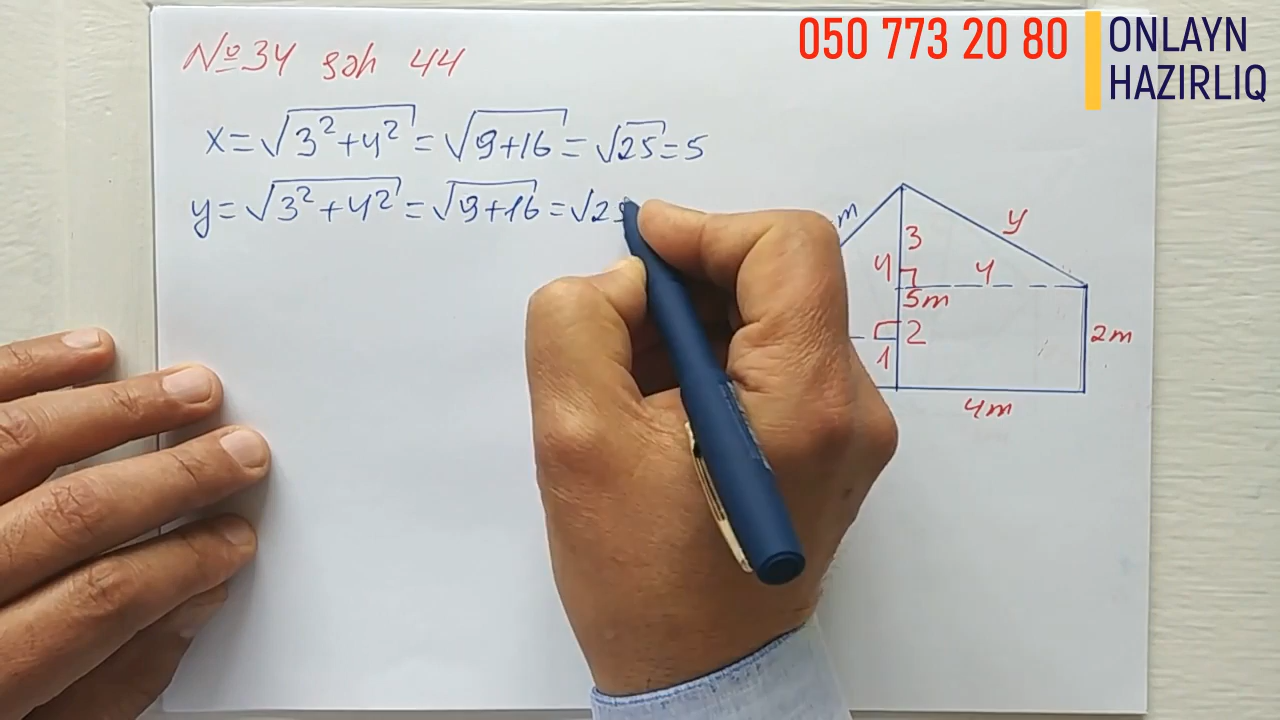 050 773 20 80
ONLAYN
HAZIRLIQ
№34 səh 44
x=√3²+4² = √9+16 = √25 = 5
y=√3²+4² = √9+16 = √25
m
3
y
4
4
5m
2
1
2m
4m